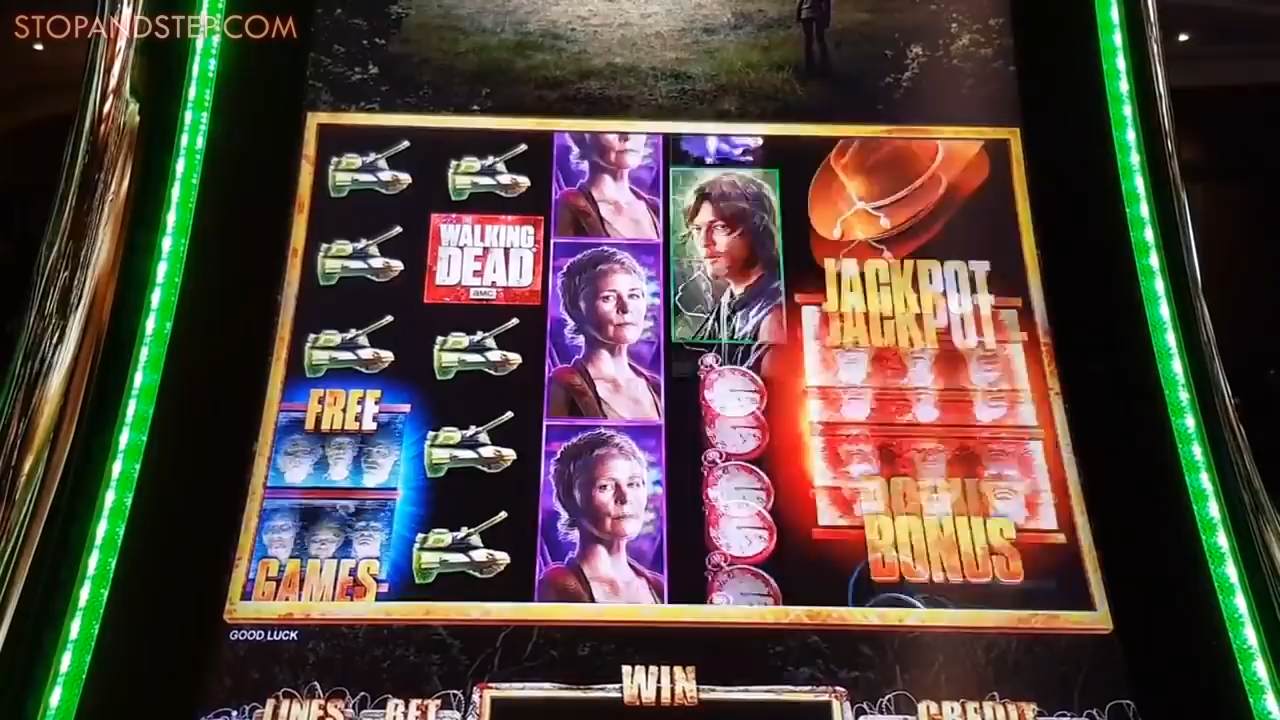 STOPANDSTEP.COM
WALKING
DEAD
amc
JACKPOT
JACKPOT
FREE
GAMES
BONUS
GOOD LUCK
WIN
LINES
BET
CREDIT